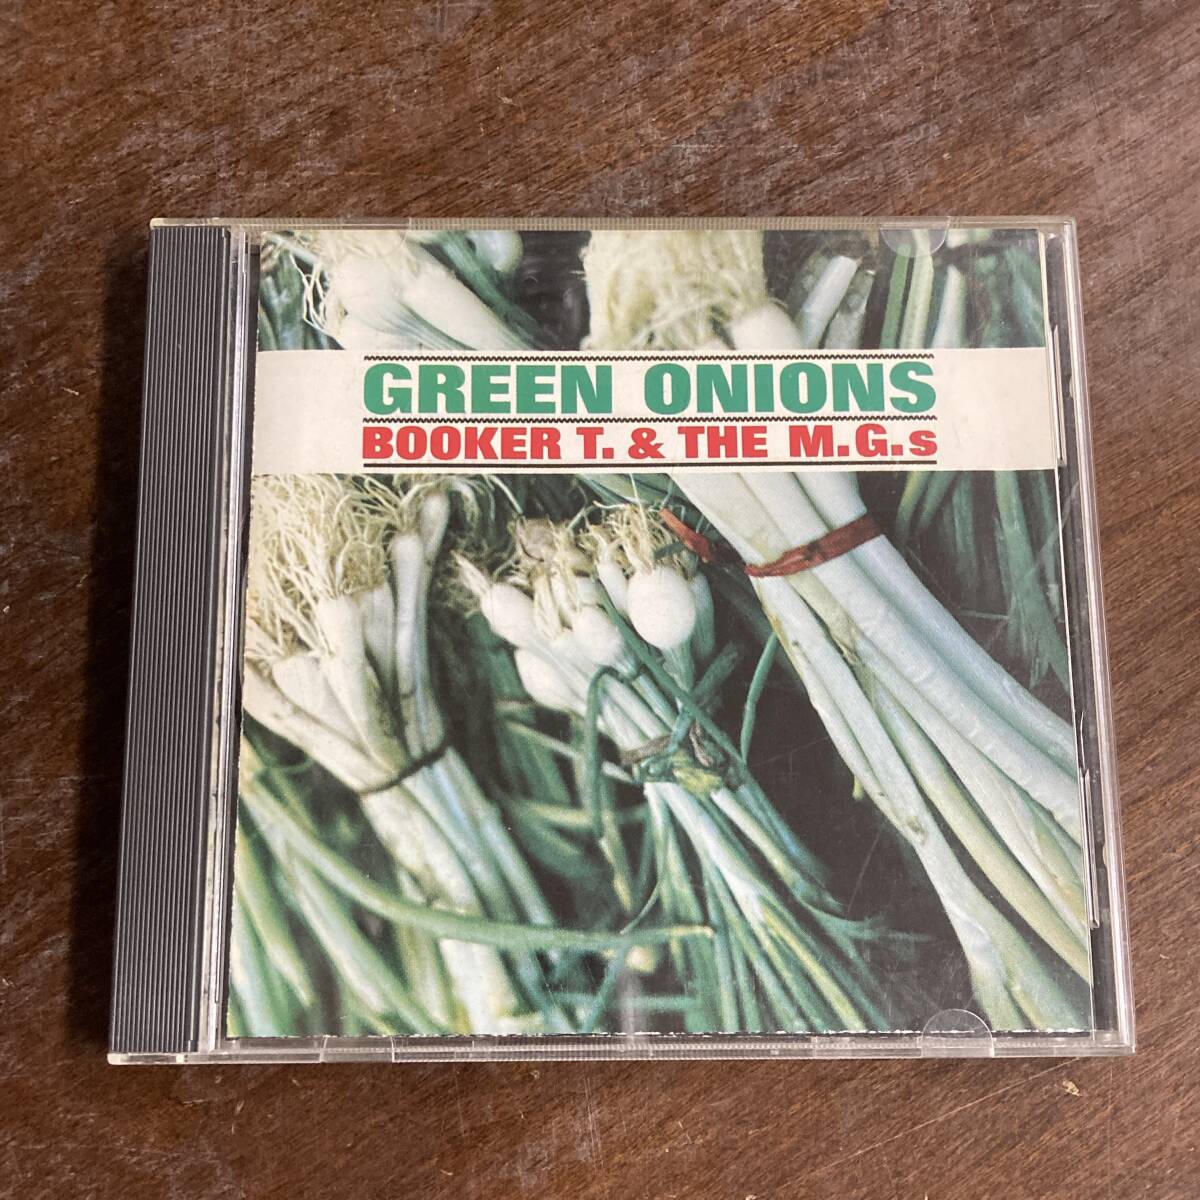 GREEN ONIONS
BOOKER T. & THE M.G.s